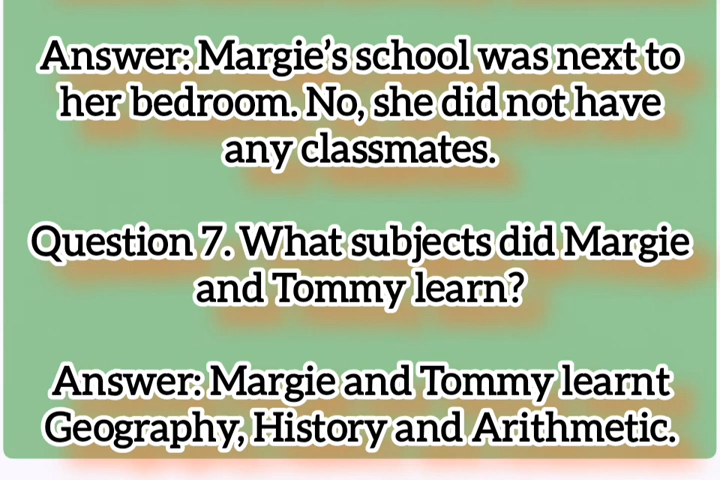 Answer: Margie’s school was next to
her bedroom. No, she did not have
any classmates.
Question 7. What subjects did Margie
and Tommy learn?
Answer: Margie and Tommy learnt
Geography, History and Arithmetic.